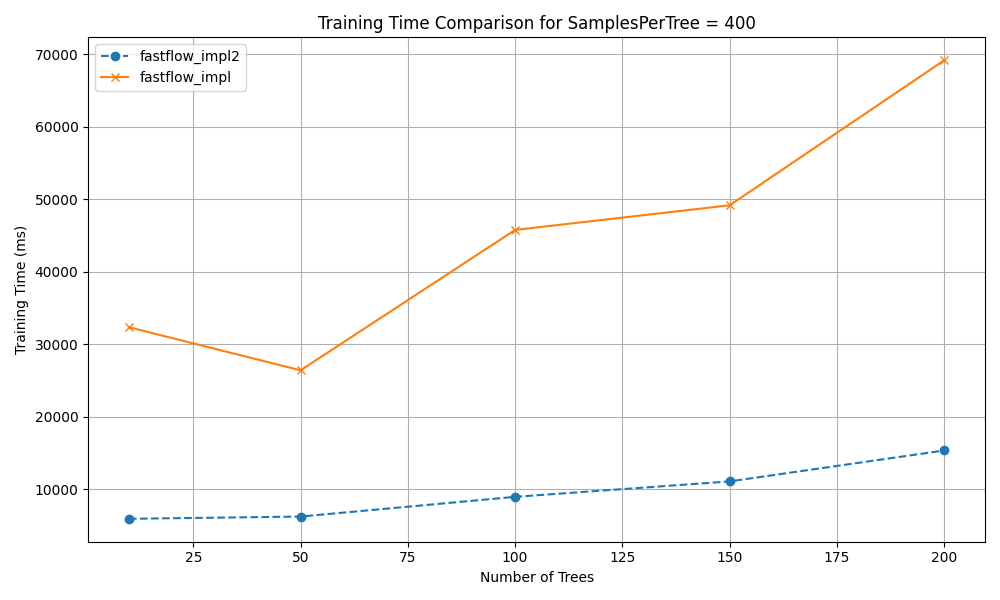 Training Time Comparison for SamplesPerTree = 400
fastflow_impl2
fastflow_impl
70000
60000
50000
40000
30000
20000
10000
Training Time (ms)
25 50 75 100 125 150 175 200
Number of Trees